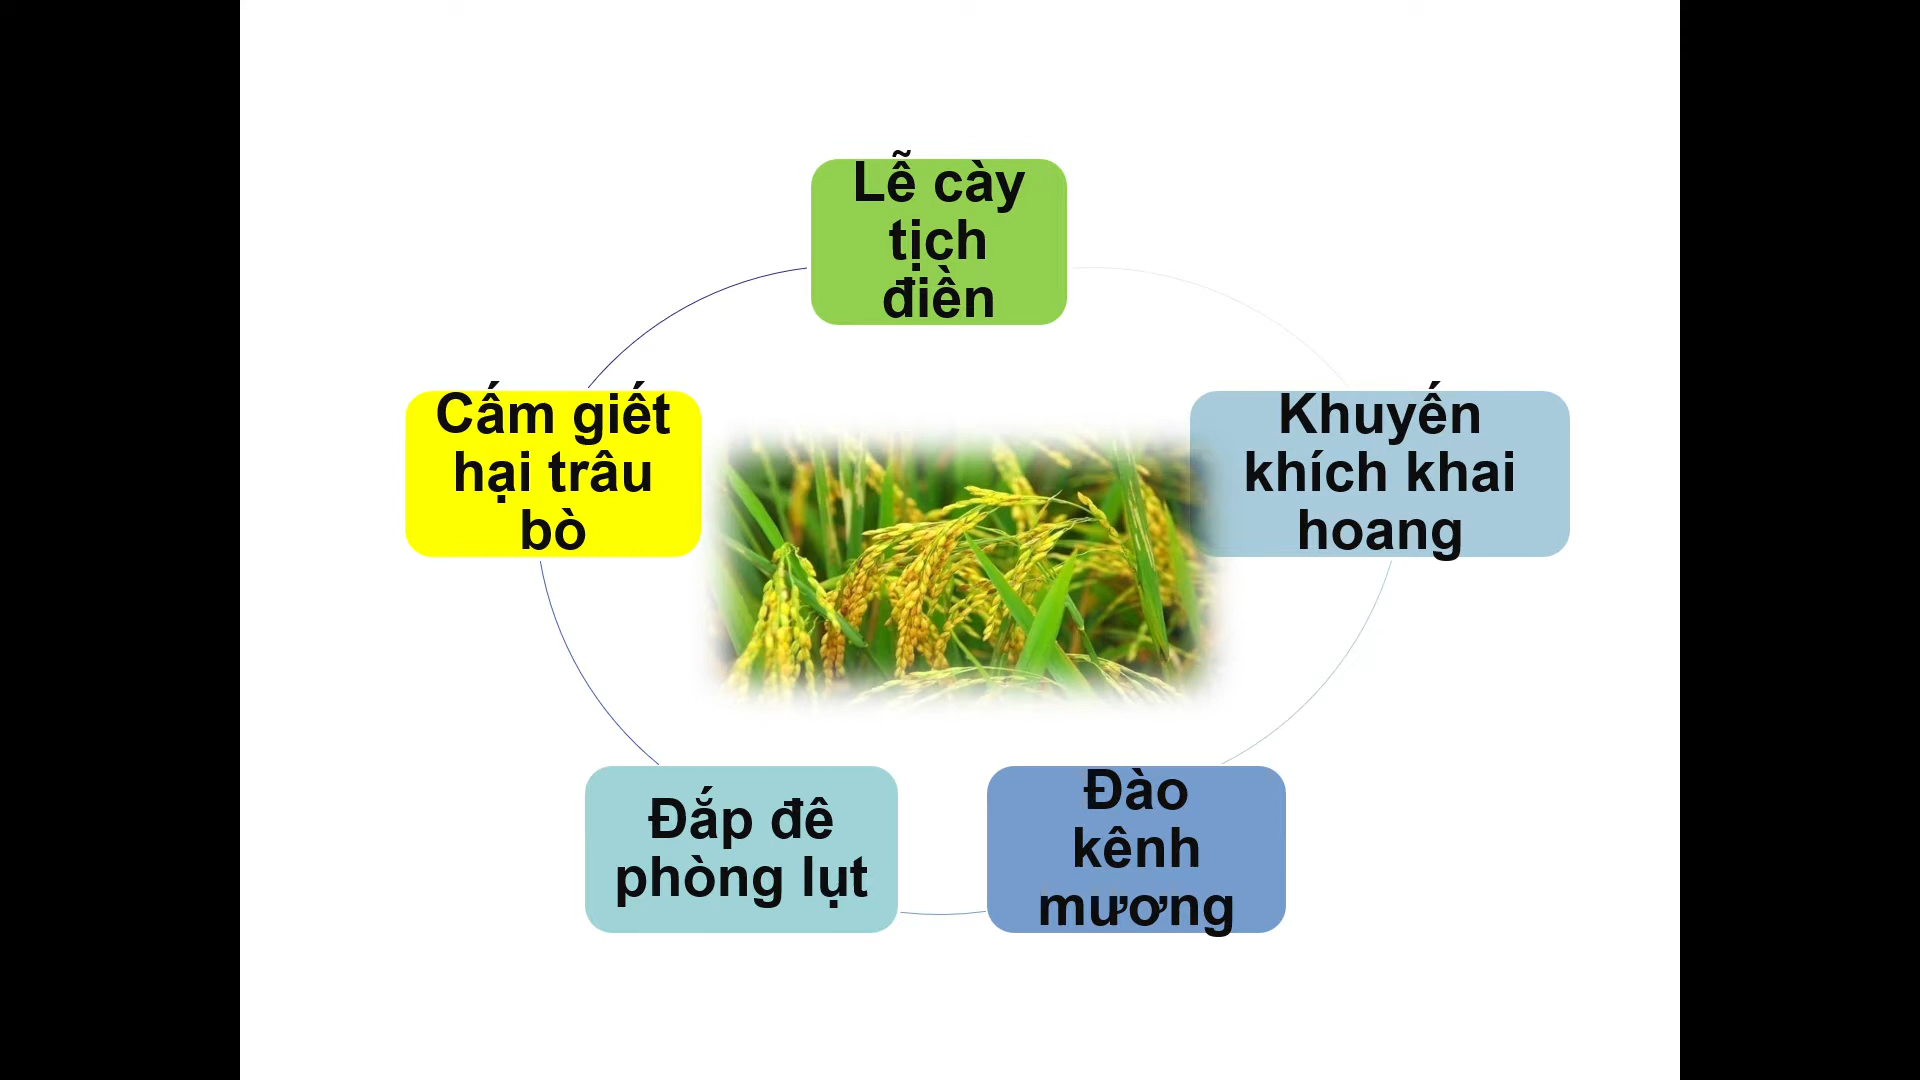 Lễ cày
tịch
điền
Cấm giết
hại trâu
bò
Khuyến
khích khai
hoang
Đắp đê
phòng lụt
Đào
kênh
mương